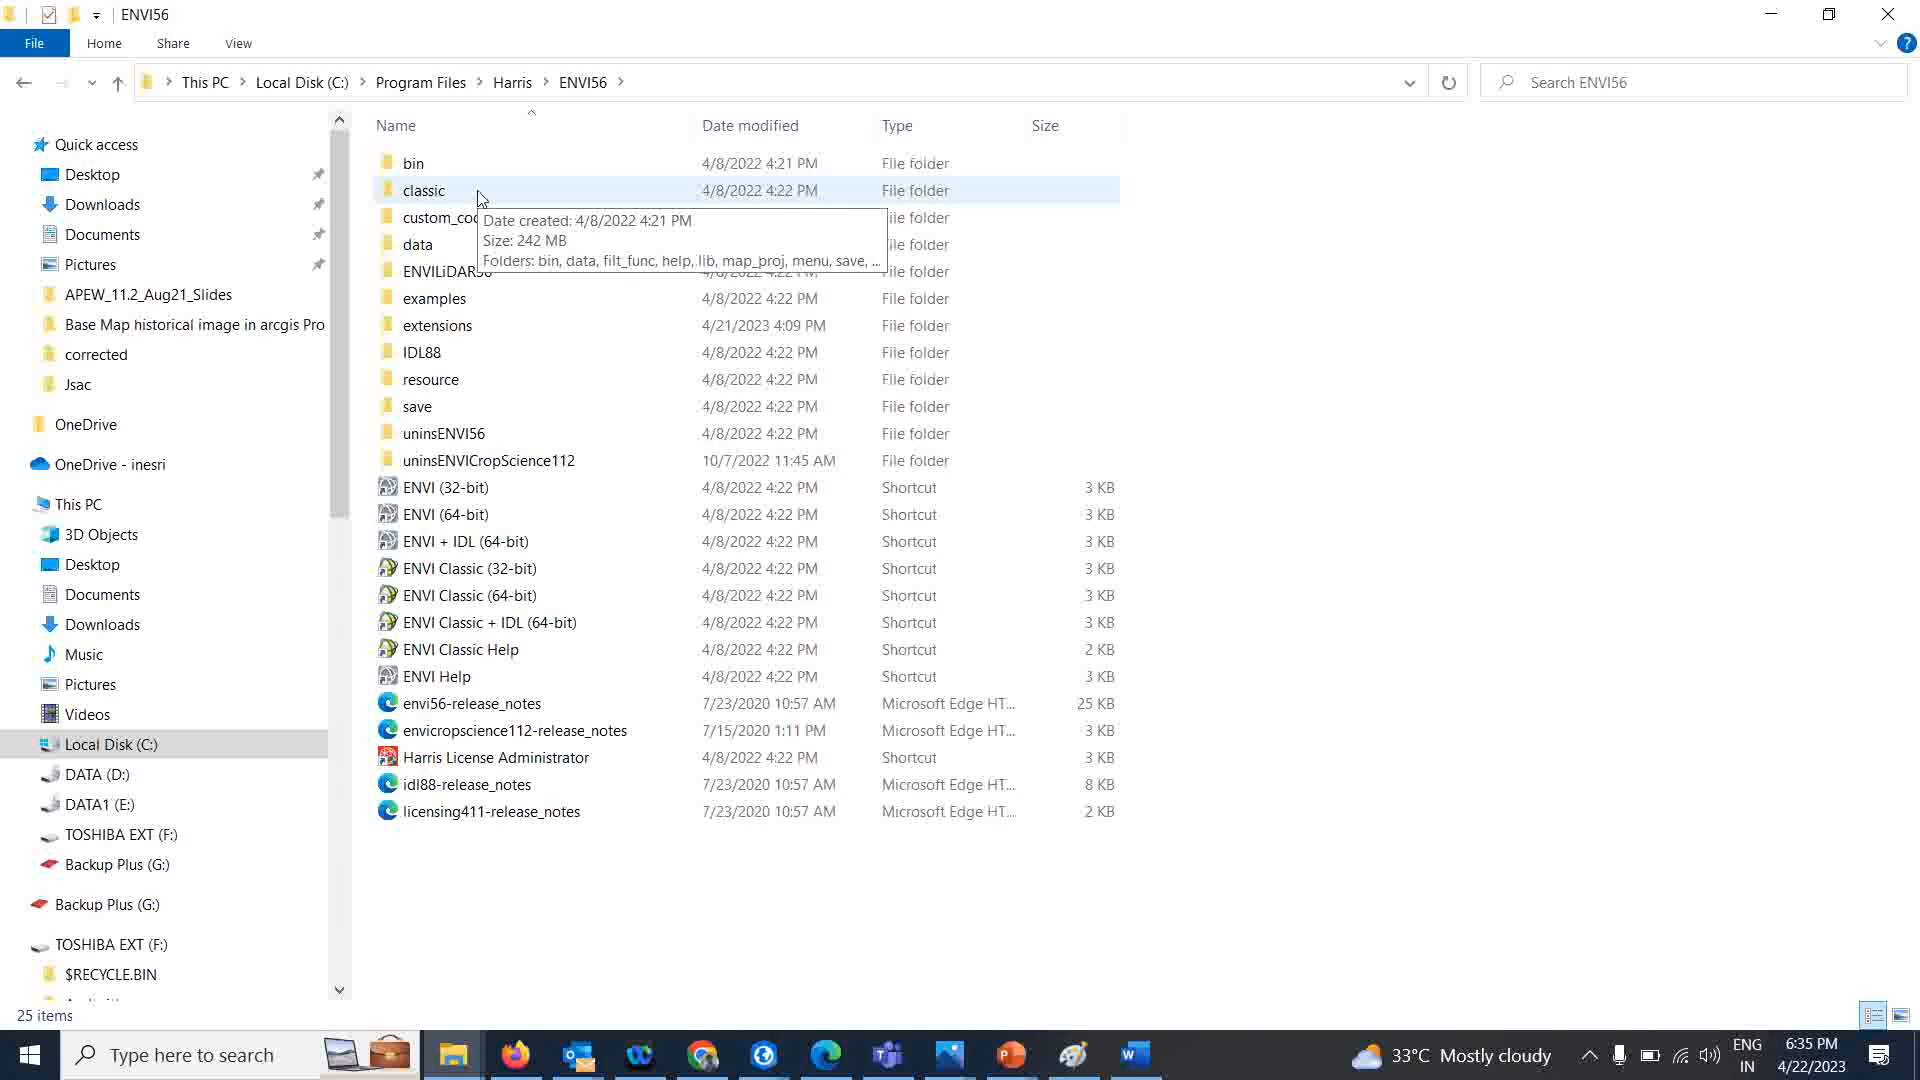 ENVI56
File Home Share View
This PC Local Disk (C:) Program Files Harris ENVI56
Search ENVI56
Name Date modified Type Size
Quick access
Desktop
Downloads
Documents
Pictures
APEW_11.2_Aug21_Slides
Base Map historical image in arcgis Pro
corrected
Jsac
OneDrive
OneDrive - inesri
This PC
3D Objects
Desktop
Documents
Downloads
Music
Pictures
Videos
Local Disk (C:)
DATA (D:)
DATA1 (E:)
TOSHIBA EXT (F:)
Backup Plus (G:)
Backup Plus (G:)
TOSHIBA EXT (F:)
$RECYCLE.BIN
bin 4/8/2022 4:21 PM File folder
classic 4/8/2022 4:22 PM File folder
Date created: 4/8/2022 4:21 PM
Size: 242 MB
Folders: bin, data, filt_func, help, lib, map_proj, menu, save, ...
data
examples 4/8/2022 4:22 PM File folder
extensions 4/21/2023 4:09 PM File folder
IDL88 4/8/2022 4:22 PM File folder
resource 4/8/2022 4:22 PM File folder
save 4/8/2022 4:22 PM File folder
uninsENVI56 4/8/2022 4:22 PM File folder
uninsENVICropScience112 10/7/2022 11:45 AM File folder
ENVI (32-bit) 4/8/2022 4:22 PM Shortcut 3 KB
ENVI (64-bit) 4/8/2022 4:22 PM Shortcut 3 KB
ENVI + IDL (64-bit) 4/8/2022 4:22 PM Shortcut 3 KB
ENVI Classic (32-bit) 4/8/2022 4:22 PM Shortcut 3 KB
ENVI Classic (64-bit) 4/8/2022 4:22 PM Shortcut 3 KB
ENVI Classic + IDL (64-bit) 4/8/2022 4:22 PM Shortcut 3 KB
ENVI Classic Help 4/8/2022 4:22 PM Shortcut 2 KB
ENVI Help 4/8/2022 4:22 PM Shortcut 3 KB
envi56-release_notes 7/23/2020 10:57 AM Microsoft Edge HT... 25 KB
envicropscience112-release_notes 7/15/2020 1:11 PM Microsoft Edge HT... 3 KB
Harris License Administrator 4/8/2022 4:22 PM Shortcut 3 KB
idl88-release_notes 7/23/2020 10:57 AM Microsoft Edge HT... 8 KB
licensing411-release_notes 7/23/2020 10:57 AM Microsoft Edge HT... 2 KB
25 items
Type here to search
33°C Mostly cloudy
ENG
IN
6:35 PM
4/22/2023